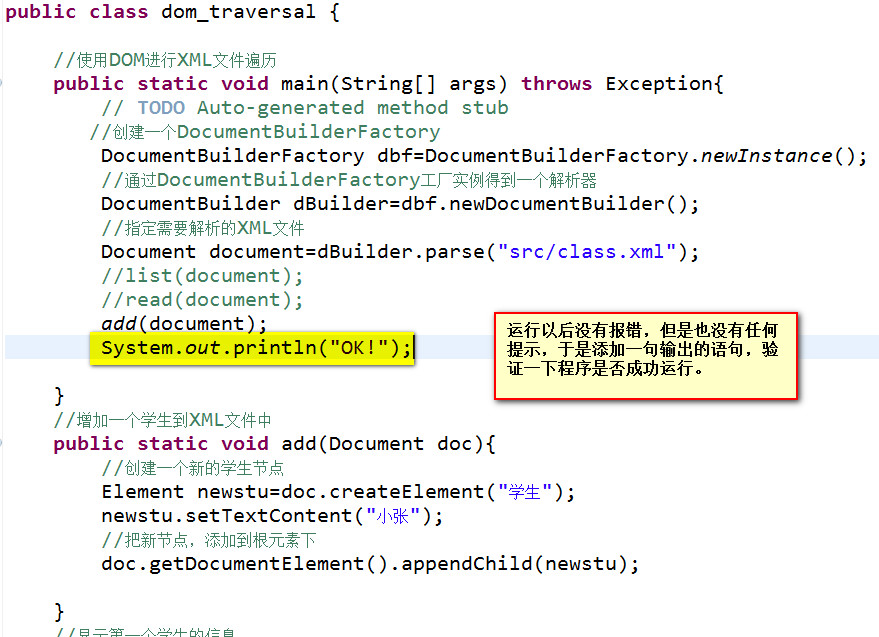 public class dom_traversal {
//使用DOM进行XML文件遍历
public static void main(String[] args) throws Exception{
// TODO Auto-generated method stub
//创建一个DocumentBuilderFactory
DocumentBuilderFactory dbf=DocumentBuilderFactory.newInstance();
//通过DocumentBuilderFactory工厂实例得到一个解析器
DocumentBuilder dBuilder=dbf.newDocumentBuilder();
//指定需要解析的XML文件
Document document=dBuilder.parse("src/class.xml");
//list(document);
//read(document);
add(document);
System.out.println("OK!");
运行以后没有报错，但是也没有任何
提示，于是添加一句输出的语句，验
证一下程序是否成功运行。
}
//增加一个学生到XML文件中
public static void add(Document doc){
//创建一个新的学生节点
Element newstu=doc.createElement("学生");
newstu.setTextContent("小张");
//把新节点，添加到根元素下
doc.getDocumentElement().appendChild(newstu);
}
//显示第一个学生的信息